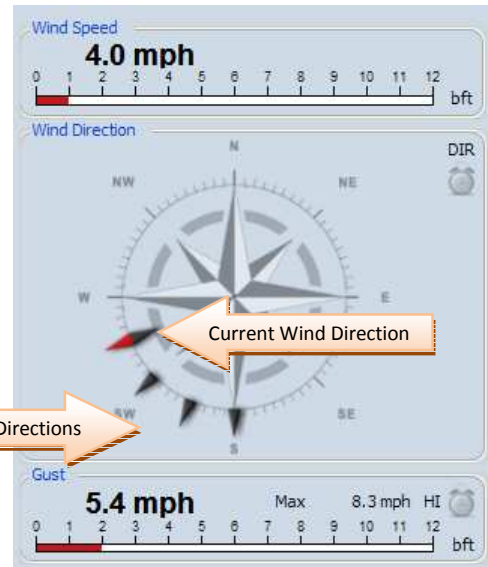 Wind Speed
4.0 mph
0 1 2 3 4 5 6 7 8 9 10 11 12
bft
Wind Direction
DIR
N
NW NE
W E
Current Wind Direction
Directions
SW SE
S
Gust
5.4 mph Max 8.3 mph HI
0 1 2 3 4 5 6 7 8 9 10 11 12
bft